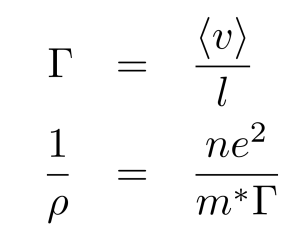 Γ = ⟨v⟩ / l
1 / ρ = ne² / m*Γ